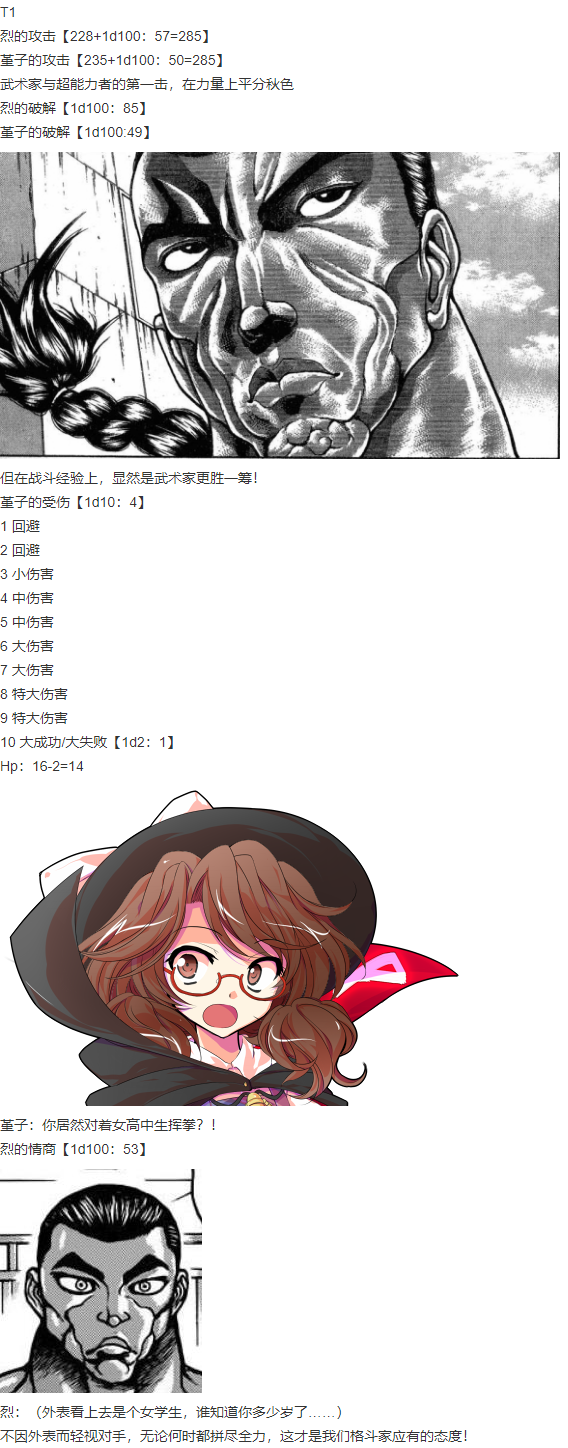 T1
烈的攻击【228+1d100：57=285】
堇子的攻击【235+1d100：50=285】
武术家与超能力者的第一击，在力量上平分秋色
烈的破解【1d100：85】
堇子的破解【1d100:49】
但在战斗经验上，显然是武术家更胜一筹！
堇子的受伤【1d10：4】
1 回避
2 回避
3 小伤害
4 中伤害
5 中伤害
6 大伤害
7 大伤害
8 特大伤害
9 特大伤害
10 大成功/大失败【1d2：1】
Hp：16-2=14
堇子：你居然对着女高中生挥拳？！
烈的情商【1d100：53】
烈：（外表看上去是个女学生，谁知道你多少岁了……）
不因外表而轻视对手，无论何时都拼尽全力，这才是我们格斗家应有的态度！